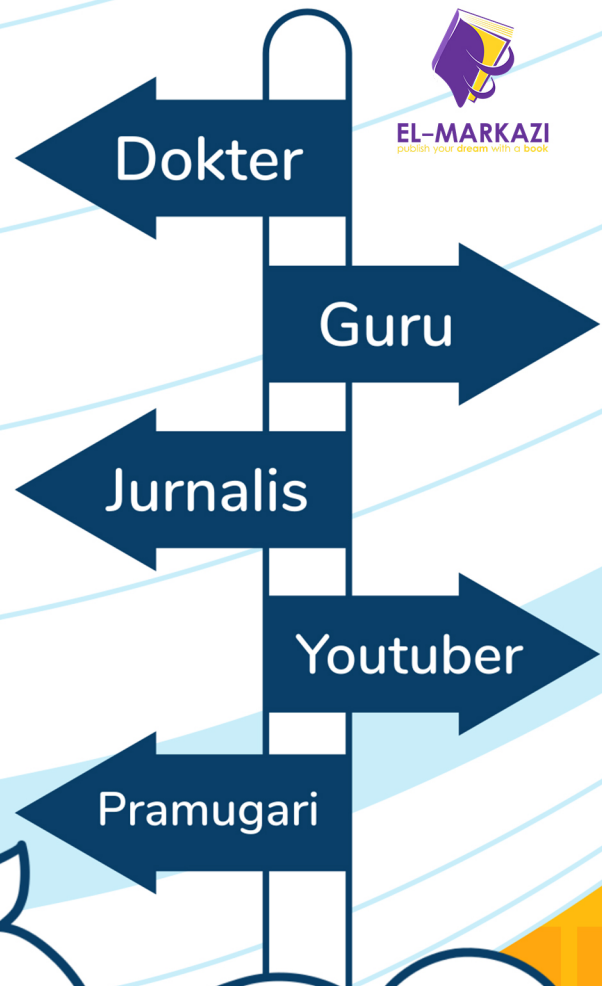 EL-MARKAZI
publish your dream with a book
Dokter
Guru
Jurnalis
Youtuber
Pramugari